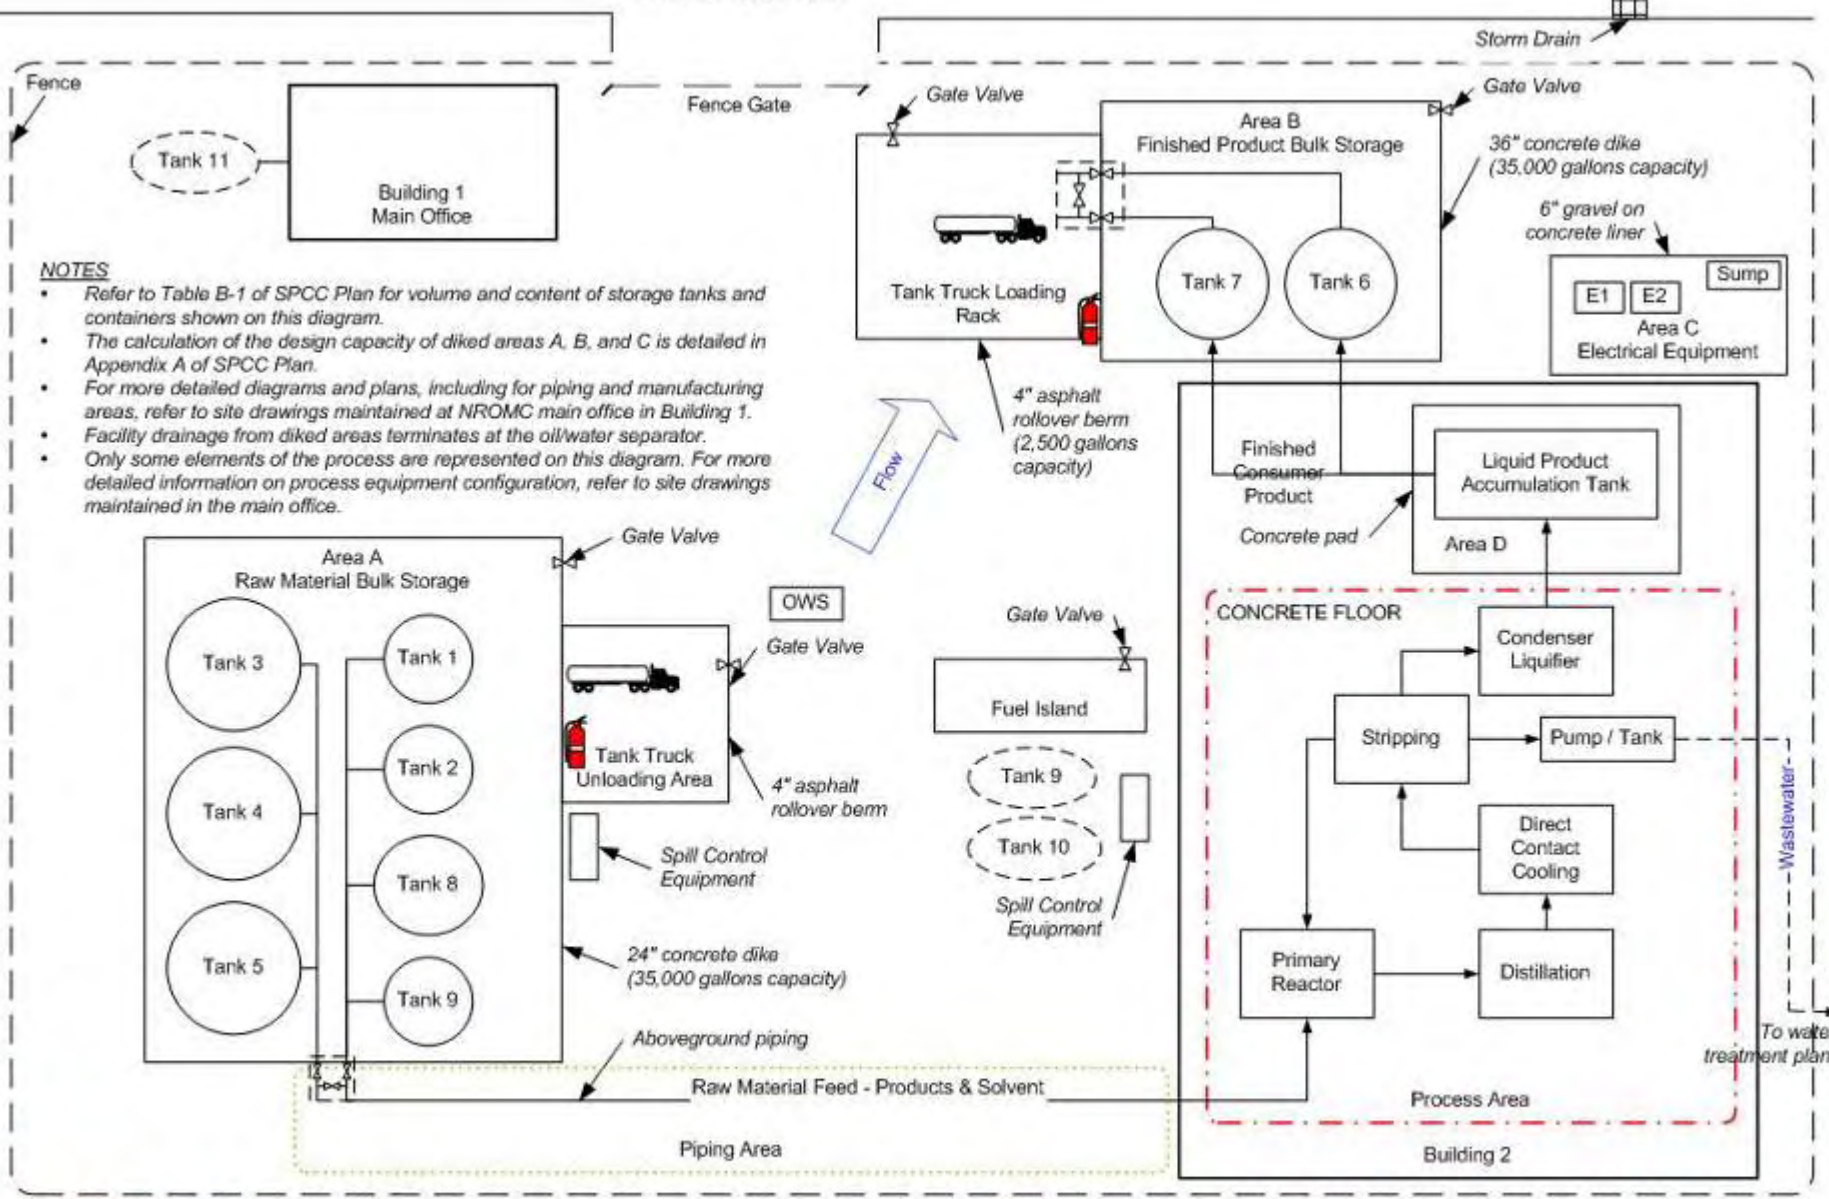 Storm Drain
Fence
Fence Gate
Gate Valve
Gate Valve
Tank 11
Building 1
Main Office
Area B
Finished Product Bulk Storage
36" concrete dike
(35,000 gallons capacity)
6" gravel on
concrete liner
Sump
E1
E2
Area C
Electrical Equipment
Tank 7
Tank 6
Tank Truck Loading
Rack
NOTES
• Refer to Table B-1 of SPCC Plan for volume and content of storage tanks and
containers shown on this diagram.
• The calculation of the design capacity of diked areas A, B, and C is detailed in
Appendix A of SPCC Plan.
• For more detailed diagrams and plans, including for piping and manufacturing
areas, refer to site drawings maintained at NROMC main office in Building 1.
• Facility drainage from diked areas terminates at the oil/water separator.
• Only some elements of the process are represented on this diagram. For more
detailed information on process equipment configuration, refer to site drawings
maintained in the main office.
4" asphalt
rollover berm
(2,500 gallons
capacity)
Flow
Finished
Consumer
Product
Liquid Product
Accumulation Tank
Concrete pad
Area D
Gate Valve
Area A
Raw Material Bulk Storage
OWS
Gate Valve
Gate Valve
CONCRETE FLOOR
Condenser
Liquifier
Tank 3
Tank 1
Fuel Island
Stripping
Pump / Tank
Tank Truck
Unloading Area
Tank 2
Tank 9
4" asphalt
rollover berm
Tank 4
Tank 10
Direct
Contact
Cooling
Wastewater
Spill Control
Equipment
Tank 8
Spill Control
Equipment
Tank 5
24" concrete dike
(35,000 gallons capacity)
Primary
Reactor
Distillation
Tank 9
Aboveground piping
To wate
treatment plan
Raw Material Feed - Products & Solvent
Process Area
Piping Area
Building 2